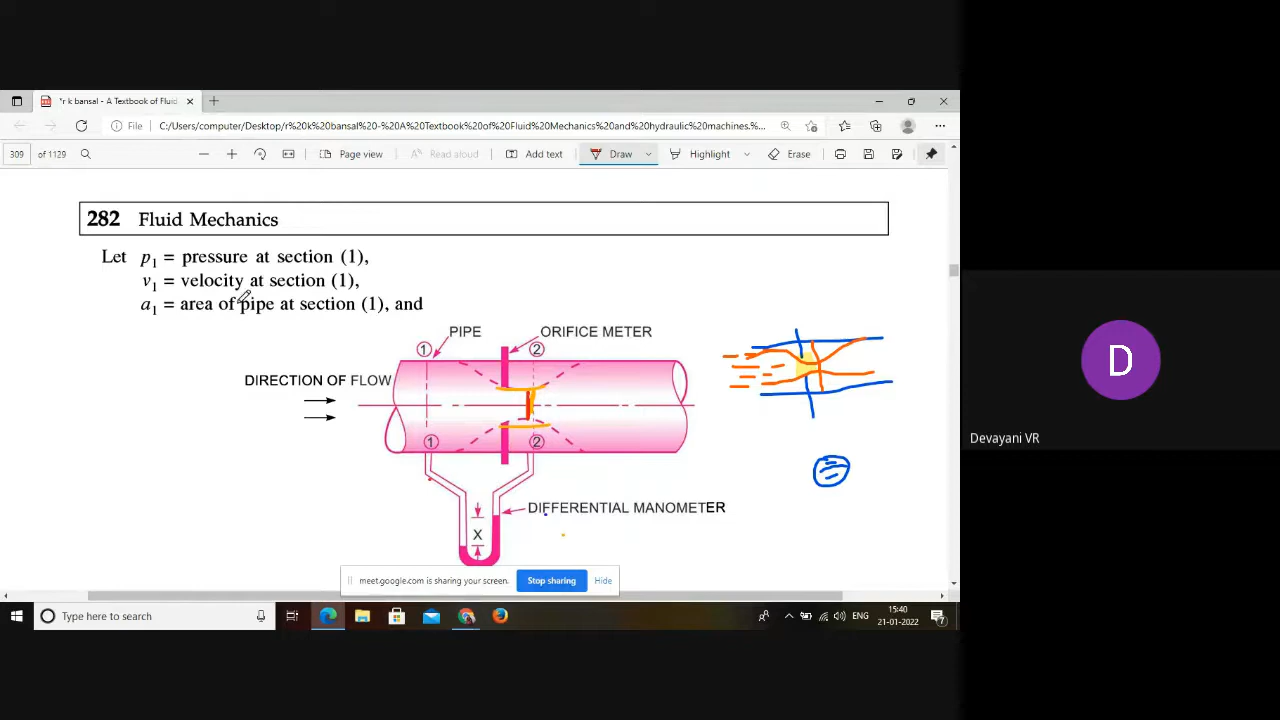 *r k bansal - A Textbook of Fluid
File C:/Users/computer/Desktop/r%20k%20bansal%20-%20A%20Textbook%20of%20Fluid%20Mechanics%20and%20hydraulic%20machines.%...
309 of 1129 Page view Read aloud Add text Draw Highlight Erase
282 Fluid Mechanics
Let p1 = pressure at section (1),
v1 = velocity at section (1),
a1 = area of pipe at section (1), and
PIPE ORIFICE METER
1 2
DIRECTION OF FLOW
D
1 2
Devayani VR
DIFFERENTIAL MANOMETER
X
meet.google.com is sharing your screen. Stop sharing Hide
Type here to search ENG 15:40
21-01-2022 7